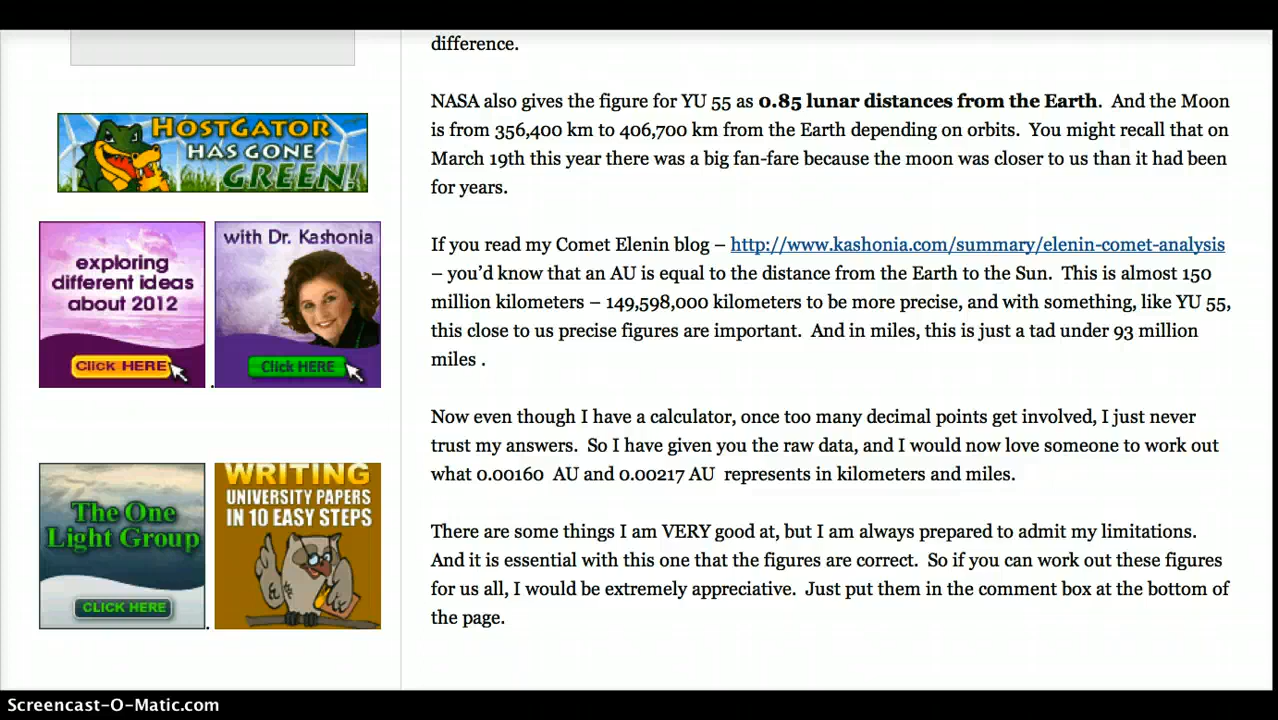 difference.
NASA also gives the figure for YU 55 as 0.85 lunar distances from the Earth. And the Moon
is from 356,400 km to 406,700 km from the Earth depending on orbits. You might recall that on
March 19th this year there was a big fan-fare because the moon was closer to us than it had been
for years.
If you read my Comet Elenin blog – http://www.kashonia.com/summary/elenin-comet-analysis
– you’d know that an AU is equal to the distance from the Earth to the Sun. This is almost 150
million kilometers – 149,598,000 kilometers to be more precise, and with something, like YU 55,
this close to us precise figures are important. And in miles, this is just a tad under 93 million
miles .
Now even though I have a calculator, once too many decimal points get involved, I just never
trust my answers. So I have given you the raw data, and I would now love someone to work out
what 0.00160 AU and 0.00217 AU represents in kilometers and miles.
There are some things I am VERY good at, but I am always prepared to admit my limitations.
And it is essential with this one that the figures are correct. So if you can work out these figures
for us all, I would be extremely appreciative. Just put them in the comment box at the bottom of
the page.
HOSTGATOR
HAS GONE
GREEN!
exploring
different ideas
about 2012
Click HERE
with Dr. Kashonia
Click HERE
The One
Light Group
CLICK HERE
WRITING
UNIVERSITY PAPERS
IN 10 EASY STEPS
Screencast-O-Matic.com